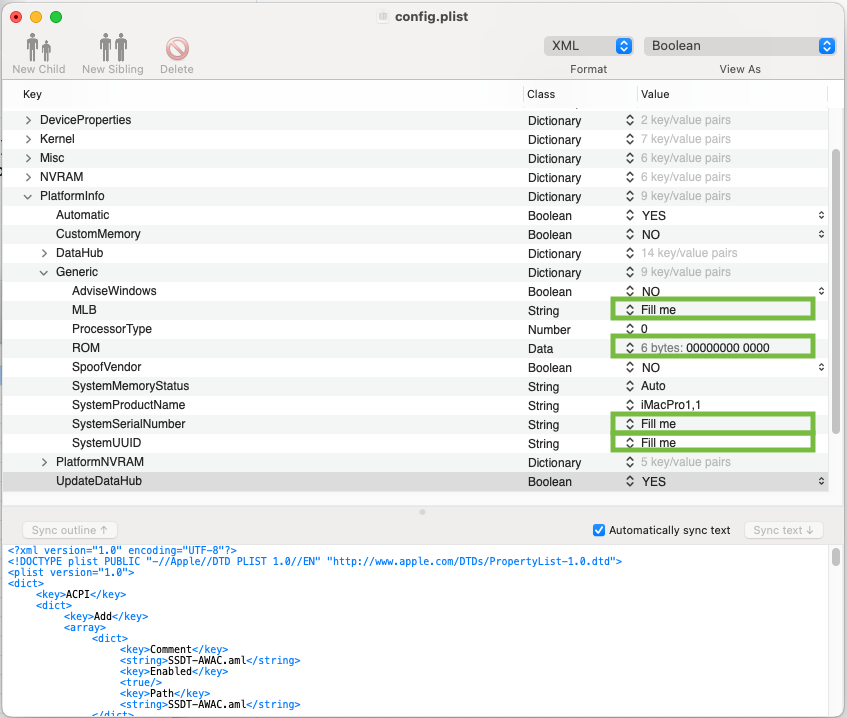 config.plist
New Child New Sibling Delete XML Boolean
Format View As
Key Class Value
DeviceProperties Dictionary 2 key/value pairs
Kernel Dictionary 7 key/value pairs
Misc Dictionary 6 key/value pairs
NVRAM Dictionary 6 key/value pairs
PlatformInfo Dictionary 9 key/value pairs
Automatic Boolean YES
CustomMemory Boolean NO
DataHub Dictionary 14 key/value pairs
Generic Dictionary 9 key/value pairs
AdviseWindows Boolean NO
MLB String Fill me
ProcessorType Number 0
ROM Data 6 bytes: 00000000 0000
SpoofVendor Boolean NO
SystemMemoryStatus String Auto
SystemProductName String iMacPro1,1
SystemSerialNumber String Fill me
SystemUUID String Fill me
PlatformNVRAM Dictionary 5 key/value pairs
UpdateDataHub Boolean YES
Sync outline ↑ Automatically sync text Sync text ↓
<?xml version="1.0" encoding="UTF-8"?>
<!DOCTYPE plist PUBLIC "-//Apple//DTD PLIST 1.0//EN" "http://www.apple.com/DTDs/PropertyList-1.0.dtd">
<plist version="1.0">
<dict>
<key>ACPI</key>
<dict>
<key>Add</key>
<array>
<dict>
<key>Comment</key>
<string>SSDT-AWAC.aml</string>
<key>Enabled</key>
<true/>
<key>Path</key>
<string>SSDT-AWAC.aml</string>
</dict>